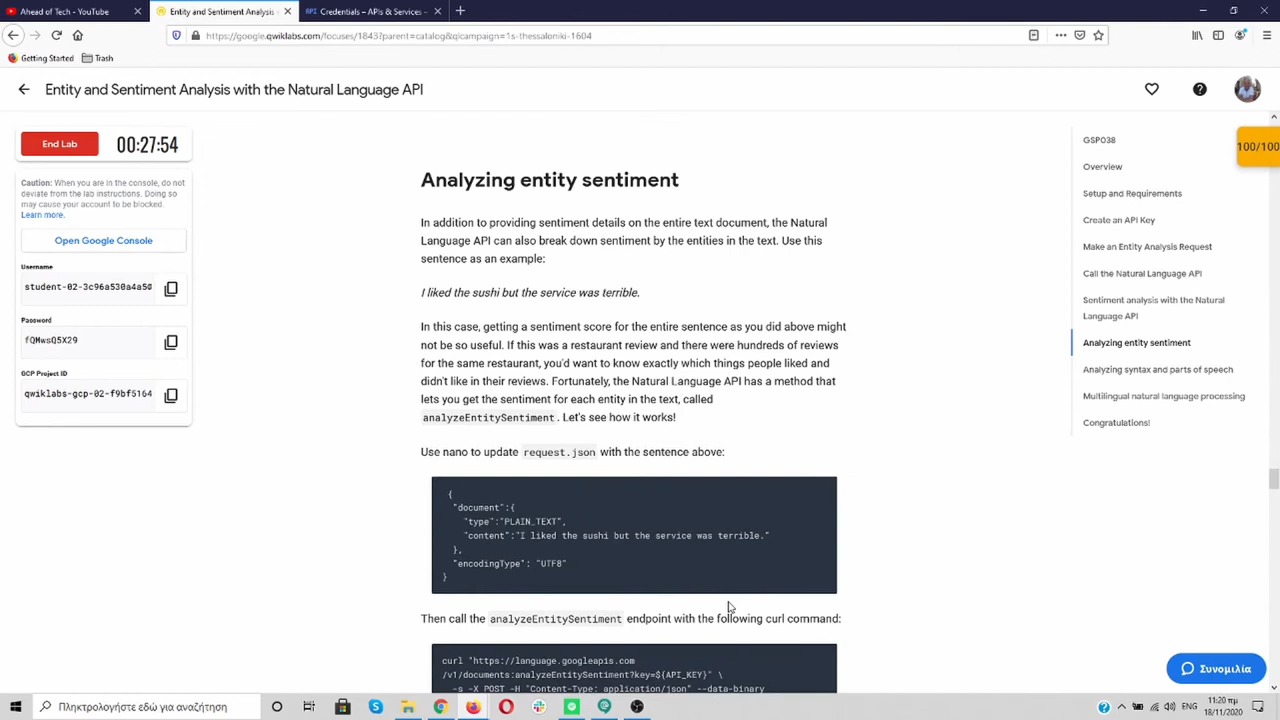 Ahead of Tech - YouTube
Entity and Sentiment Analysis
API Credentials – APIs & Services –
https://google.qwiklabs.com/focuses/1843?parent=catalog&qlcampaign=1s-thessaloniki-1604
Getting Started
Trash
Entity and Sentiment Analysis with the Natural Language API
End Lab
00:27:54
Caution: When you are in the console, do not
deviate from the lab instructions. Doing so
may cause your account to be blocked.
Learn more.
Open Google Console
Username
student-02-3c96a530a4a50
Password
fQMwsQ5X29
GCP Project ID
qwiklabs-gcp-02-f9bf5164
Analyzing entity sentiment
In addition to providing sentiment details on the entire text document, the Natural
Language API can also break down sentiment by the entities in the text. Use this
sentence as an example:
I liked the sushi but the service was terrible.
In this case, getting a sentiment score for the entire sentence as you did above might
not be so useful. If this was a restaurant review and there were hundreds of reviews
for the same restaurant, you'd want to know exactly which things people liked and
didn't like in their reviews. Fortunately, the Natural Language API has a method that
lets you get the sentiment for each entity in the text, called
analyzeEntitySentiment. Let's see how it works!
Use nano to update request.json with the sentence above:
{
"document":{
"type":"PLAIN_TEXT",
"content":"I liked the sushi but the service was terrible."
},
"encodingType": "UTF8"
}
Then call the analyzeEntitySentiment endpoint with the following curl command:
curl "https://language.googleapis.com
/v1/documents:analyzeEntitySentiment?key=${API_KEY}" \
-s -X POST -H "Content-Type: application/json" --data-binary
GSP038
Overview
Setup and Requirements
Create an API Key
Make an Entity Analysis Request
Call the Natural Language API
Sentiment analysis with the Natural
Language API
Analyzing entity sentiment
Analyzing syntax and parts of speech
Multilingual natural language processing
Congratulations!
100/100
Συνομιλία
Πληκτρολογήστε εδώ για αναζήτηση
ENG
11:20 πμ
18/11/2020